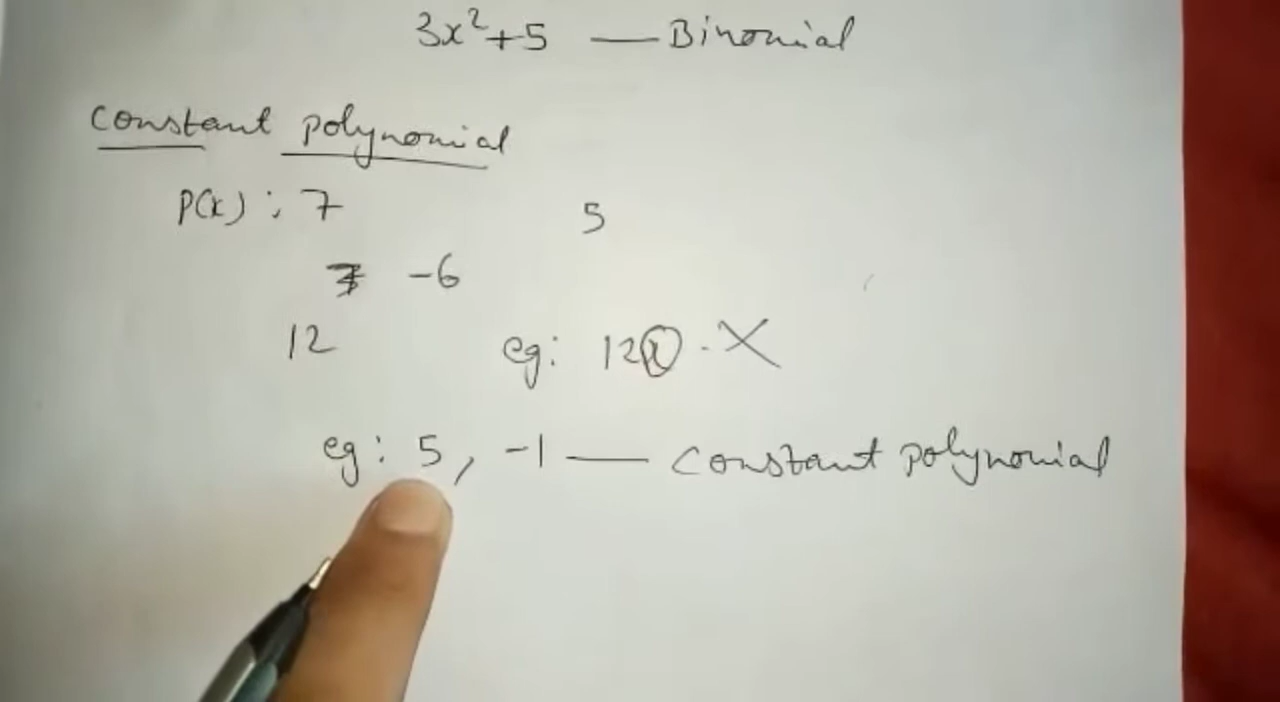 3x²+5 — Binomial
constant polynomial
P(x) : 7 5
-6
12 eg: 12x . X
eg: 5, -1 — constant polynomial